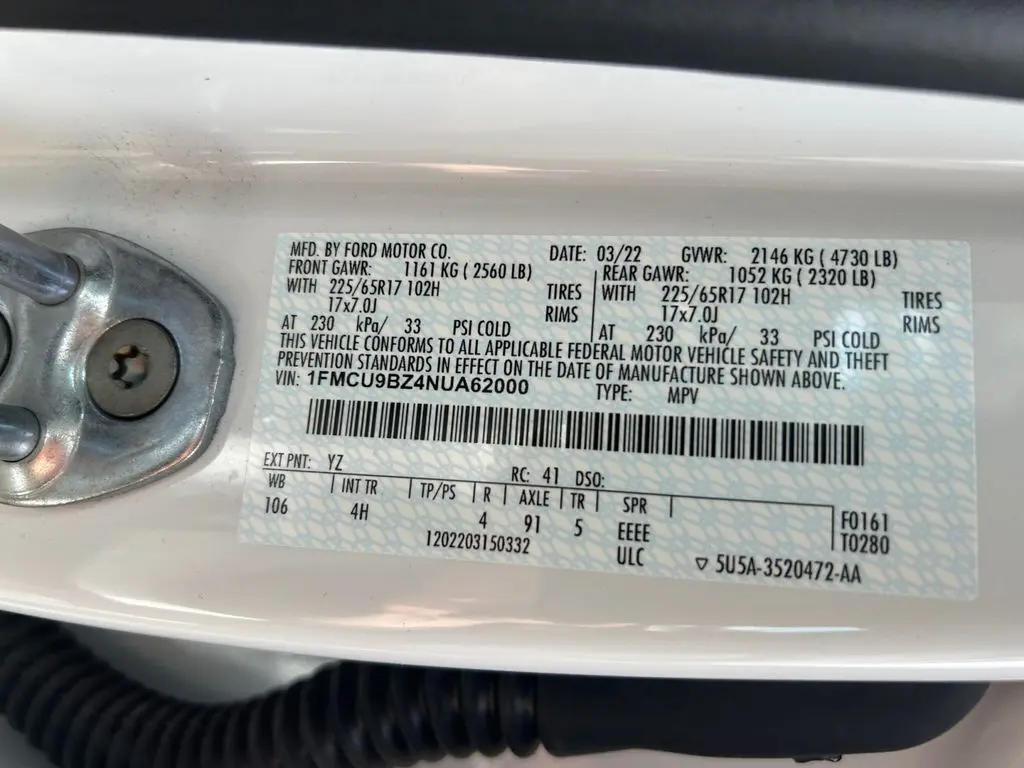 MFD. BY FORD MOTOR CO. DATE: 03/22 GVWR: 2146 KG ( 4730 LB)
FRONT GAWR: 1161 KG ( 2560 LB) REAR GAWR: 1052 KG ( 2320 LB)
WITH 225/65R17 102H TIRES WITH 225/65R17 102H TIRES
17x7.0J RIMS 17x7.0J RIMS
AT 230 kPa/ 33 PSI COLD AT 230 kPa/ 33 PSI COLD
THIS VEHICLE CONFORMS TO ALL APPLICABLE FEDERAL MOTOR VEHICLE SAFETY AND THEFT
PREVENTION STANDARDS IN EFFECT ON THE DATE OF MANUFACTURE SHOWN ABOVE.
VIN: 1FMCU9BZ4NUA62000 TYPE: MPV
EXT PNT: YZ RC: 41 DSO:
WB INT TR TP/PS R AXLE TR SPR
106 4H 4 91 5 EEEE F0161
1202203150332 ULC T0280
5U5A-3520472-AA